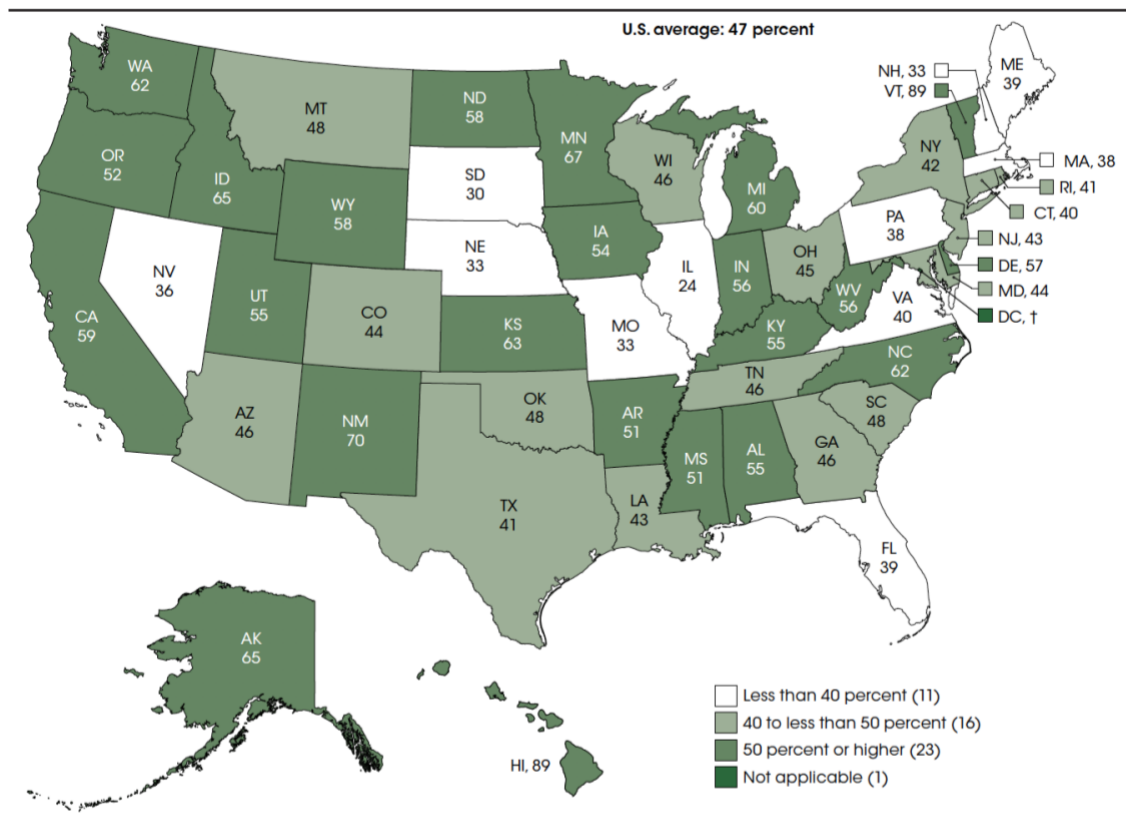 U.S. average: 47 percent
WA
62
MT
48
ND
58
MN
67
ME
39
NH, 33
VT, 89
OR
52
ID
65
WY
58
SD
30
WI
46
MI
60
NY
42
MA, 38
RI, 41
CT, 40
NV
36
UT
55
CO
44
NE
33
IA
54
IL
24
IN
56
OH
45
PA
38
NJ, 43
DE, 57
MD, 44
DC, †
CA
59
KS
63
MO
33
KY
55
WV
56
VA
40
AZ
46
NM
70
OK
48
AR
51
TN
46
NC
62
SC
48
TX
41
LA
43
MS
51
AL
55
GA
46
FL
39
AK
65
HI, 89
Less than 40 percent (11)
40 to less than 50 percent (16)
50 percent or higher (23)
Not applicable (1)